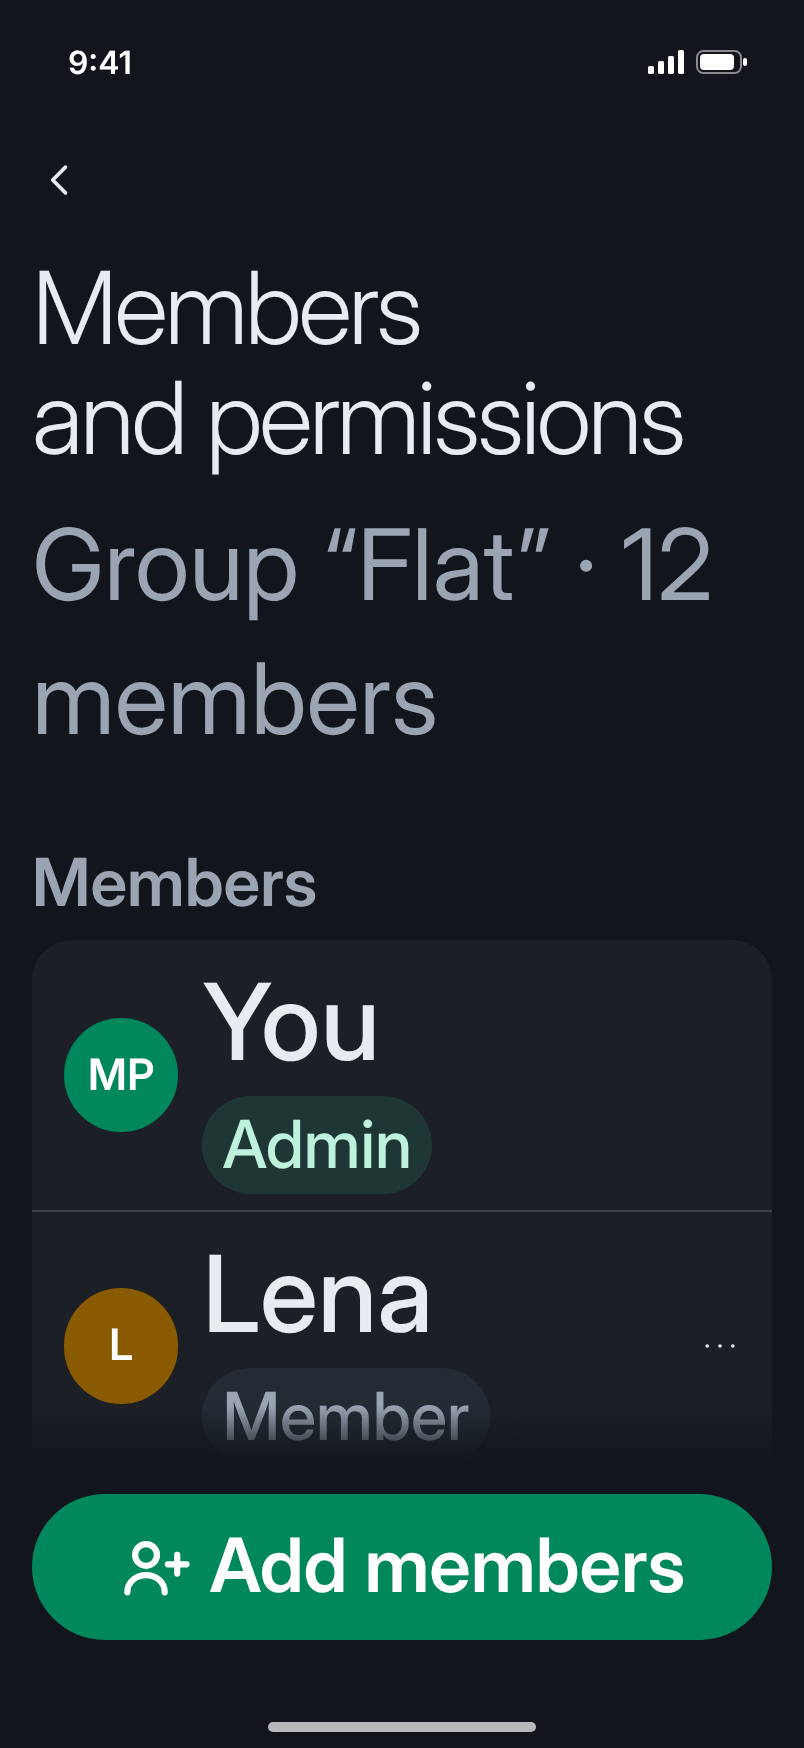 9:41
Members
and permissions
Group “Flat” · 12
members
Members
MP
You
Admin
L
Lena
...
Member
Add members